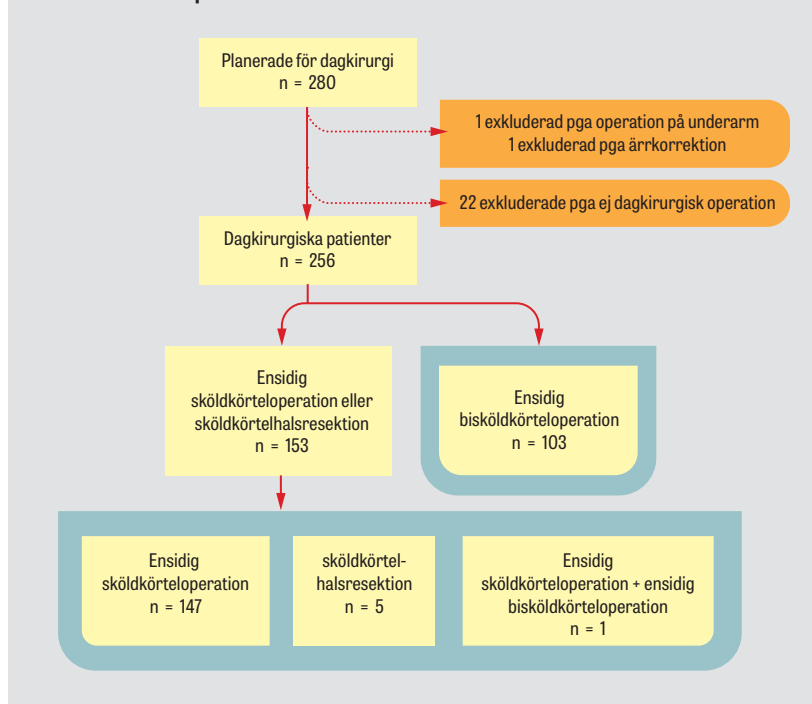 Planerade för dagkirurgi
n = 280
1 exkluderad pga operation på underarm
1 exkluderad pga ärrkorrektion
22 exkluderade pga ej dagkirurgisk operation
Dagkirurgiska patienter
n = 256
Ensidig
sköldkörteloperation eller
sköldkörtelhalsresektion
n = 153
Ensidig
bisköldkörteloperation
n = 103
Ensidig
sköldkörteloperation
n = 147
sköldkörtel-
halsresektion
n = 5
Ensidig
sköldkörteloperation + ensidig
bisköldkörteloperation
n = 1